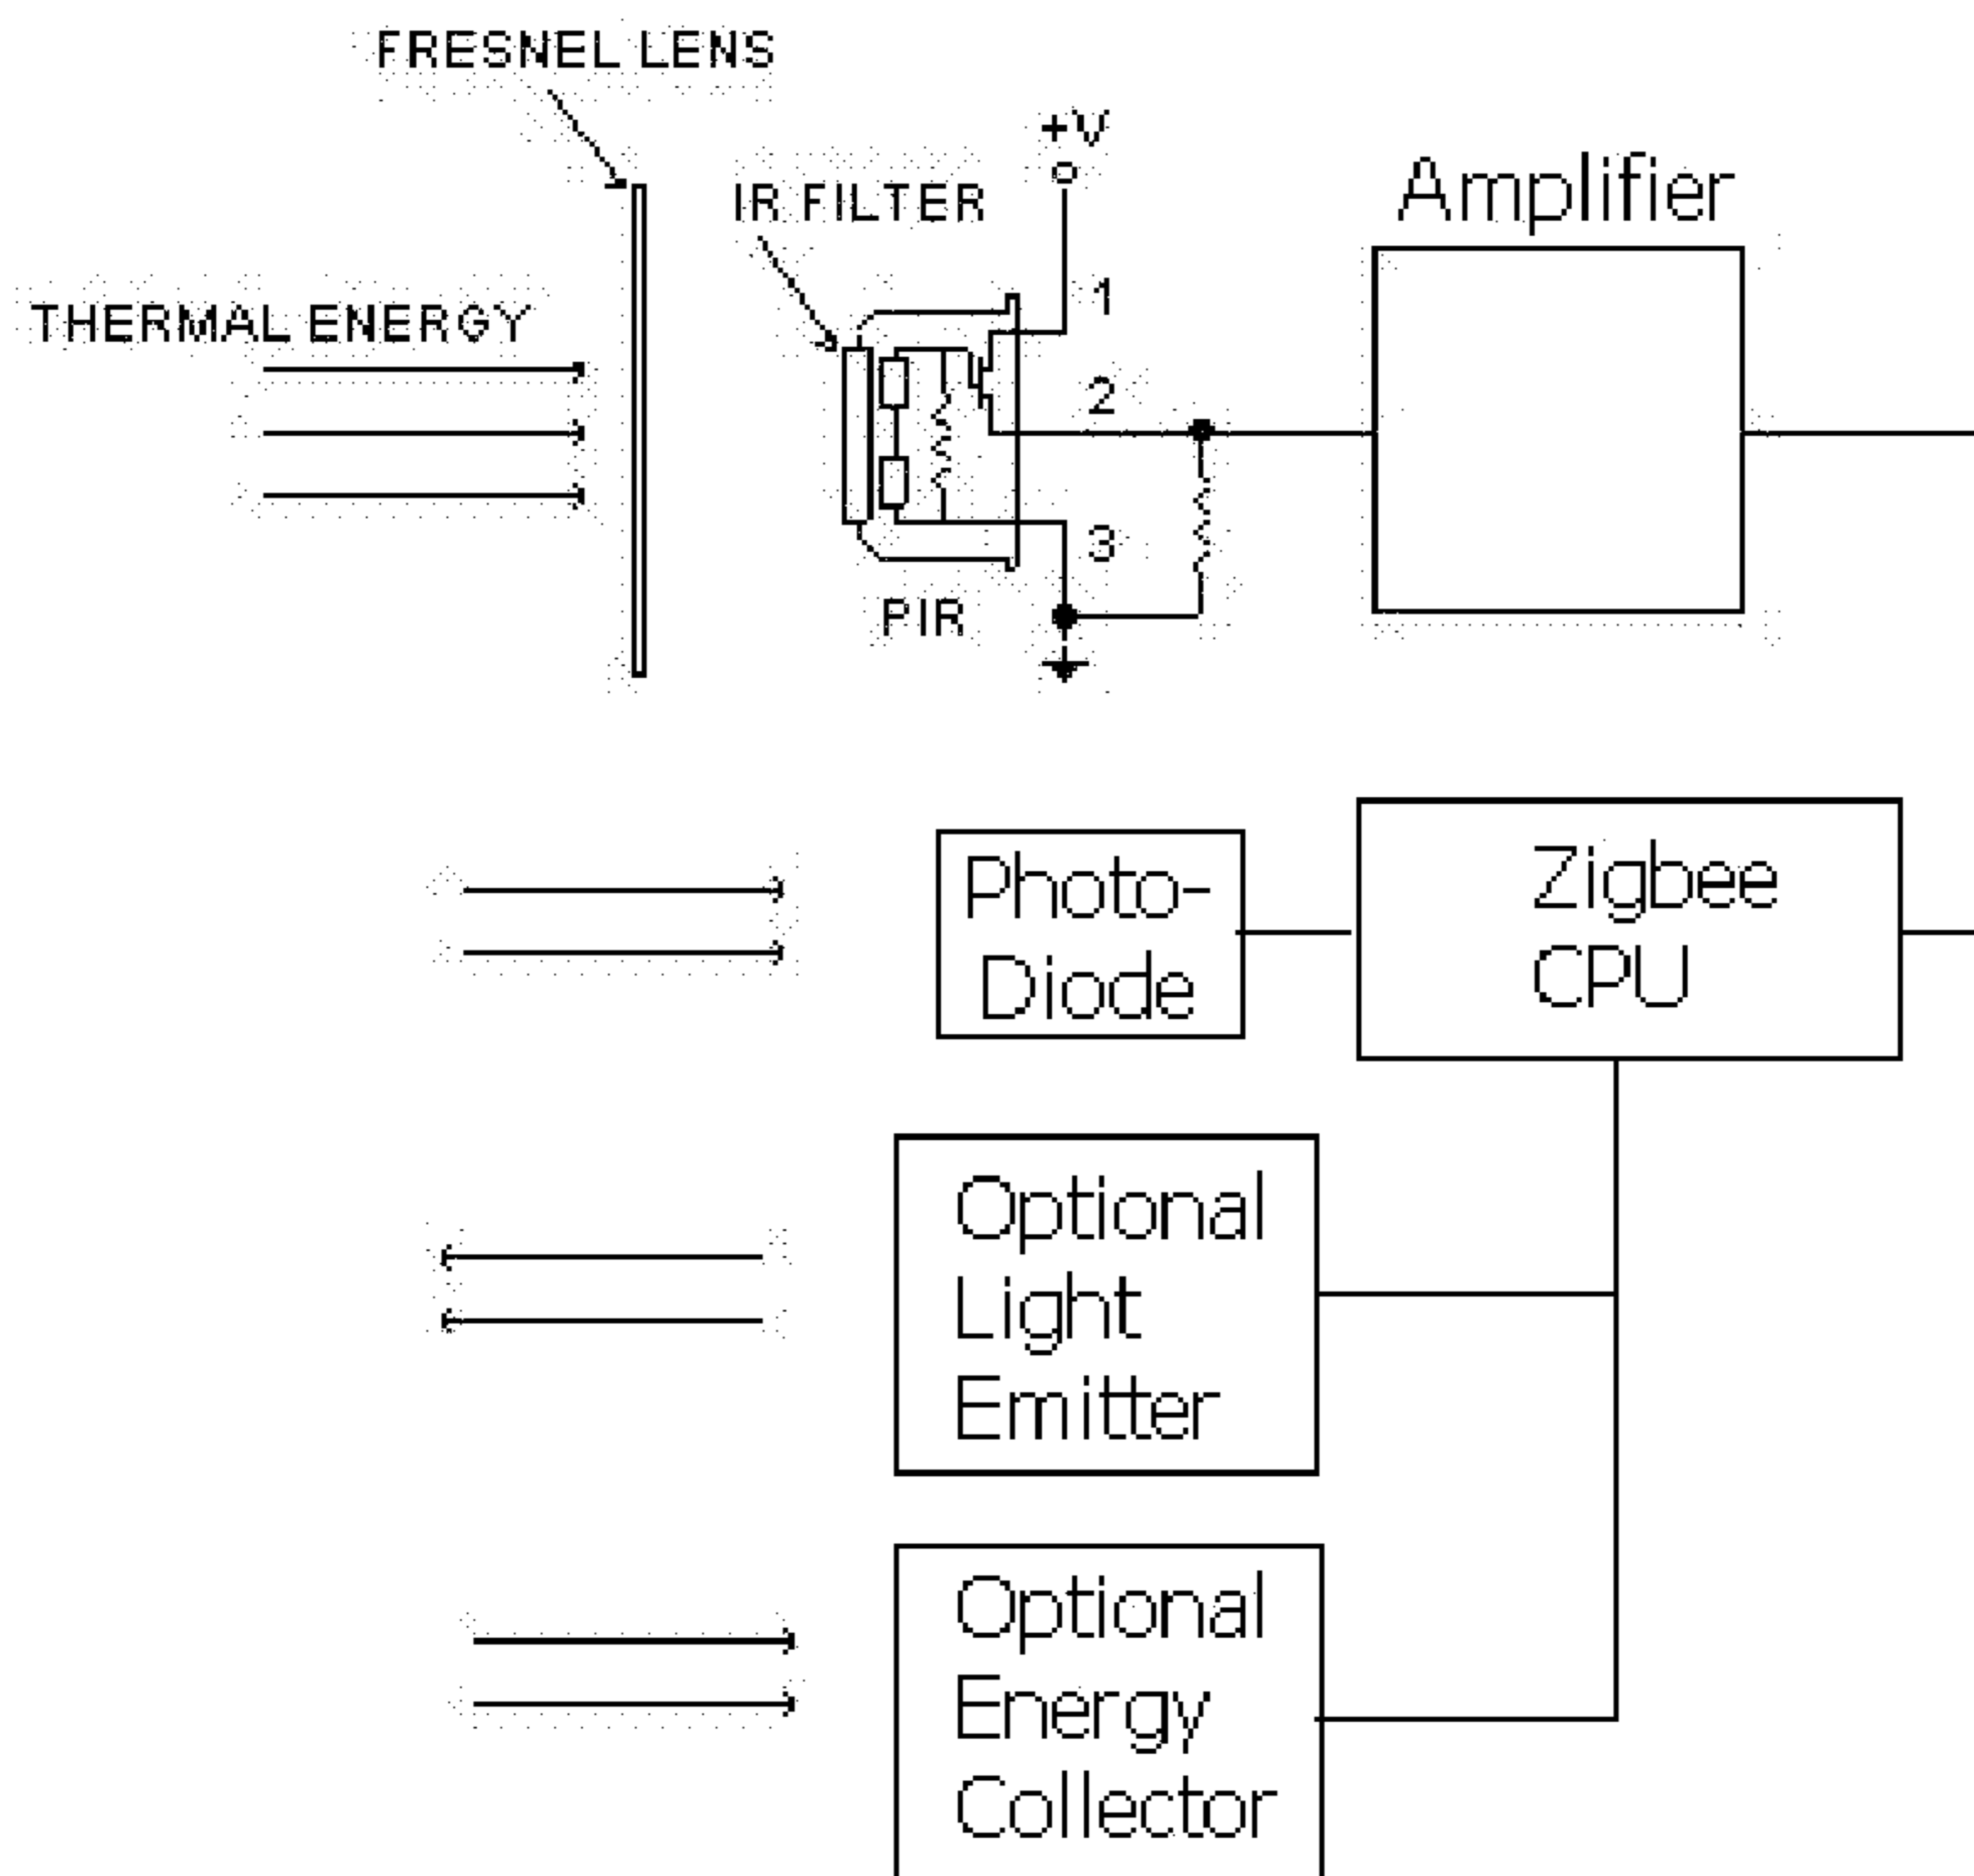 FRESNEL LENS
+V
IR FILTER
Amplifier
1
THERMAL ENERGY
2
3
PIR
Photo-
Diode
Zigbee
CPU
Optional
Light
Emitter
Optional
Energy
Collector